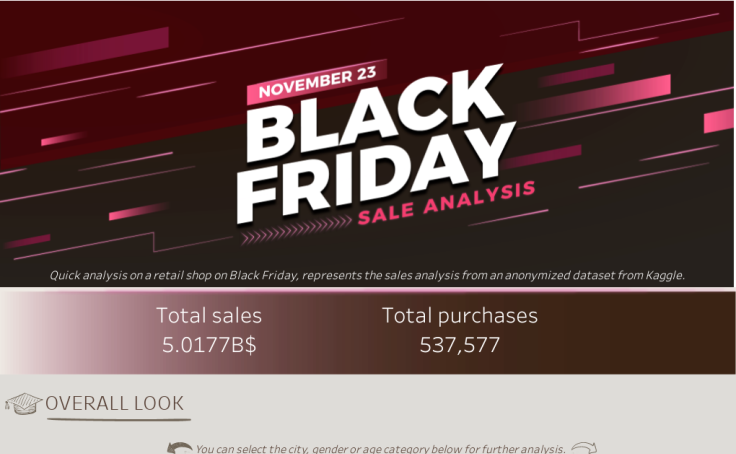 NOVEMBER 23
BLACK
FRIDAY
SALE ANALYSIS
Quick analysis on a retail shop on Black Friday, represents the sales analysis from an anonymized dataset from Kaggle.
Total sales
5.0177B$
Total purchases
537,577
OVERALL LOOK
You can select the city, gender or age category below for further analysis.